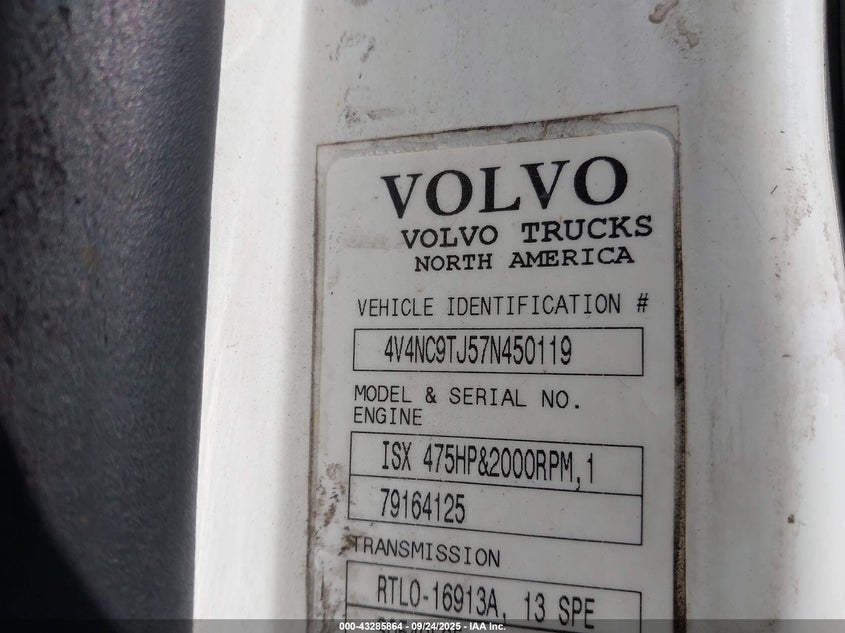 VOLVO
VOLVO TRUCKS
NORTH AMERICA
VEHICLE IDENTIFICATION #
4V4NC9TJ57N450119
MODEL & SERIAL NO.
ENGINE
ISX 475HP&2000RPM,1
79164125
TRANSMISSION
RTLO-16913A, 13 SPE
000-43285864 - 09/24/2025 - IAA Inc.